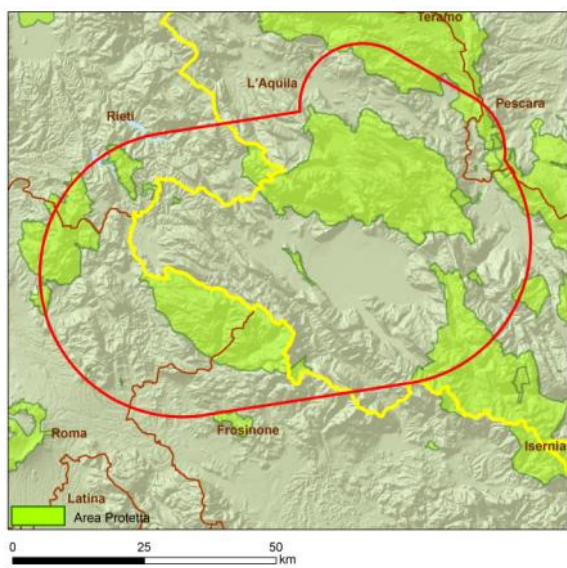 Teramo
L'Aquila
Pescara
Rieti
Roma
Frosinone
Isernia
Latina
Area Protetta
0 25 50
km